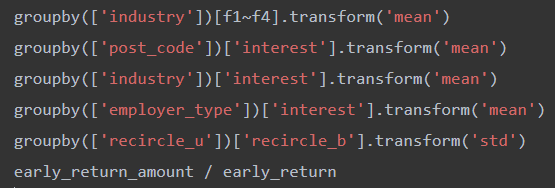 groupby(['industry'])[f1~f4].transform('mean')
groupby(['post_code'])['interest'].transform('mean')
groupby(['industry'])['interest'].transform('mean')
groupby(['employer_type'])['interest'].transform('mean')
groupby(['recircle_u'])['recircle_b'].transform('std')
early_return_amount / early_return